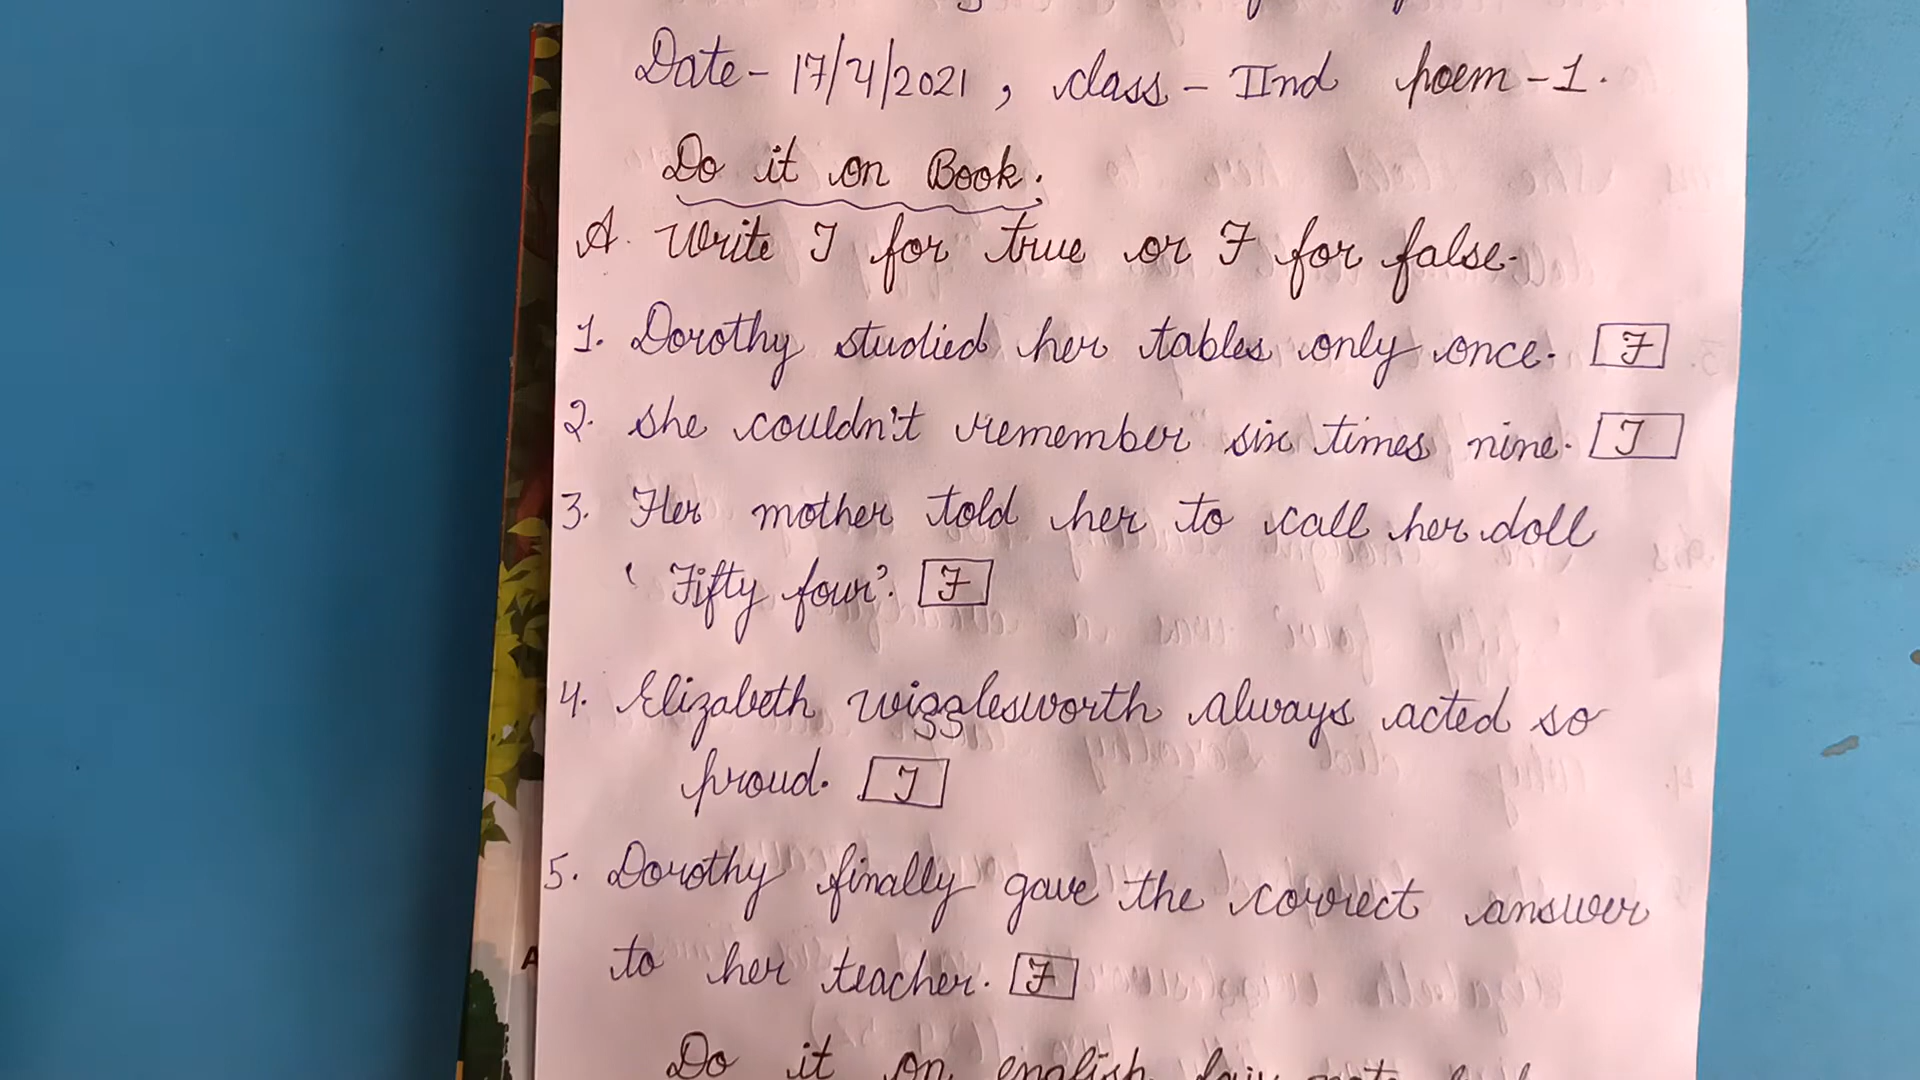 Date - 17/4/2021, class - IInd poem - 1.
Do it on Book.
A. Write T for true or F for false.
1. Dorothy studied her tables only once. F
2. she couldn't remember six times nine. T
3. Her mother told her to call her doll
'Fifty four'. F
4. Elizabeth wigglesworth always acted so
proud. T
5. Dorothy finally gave the correct answer
to her teacher. F
Do it on english fair